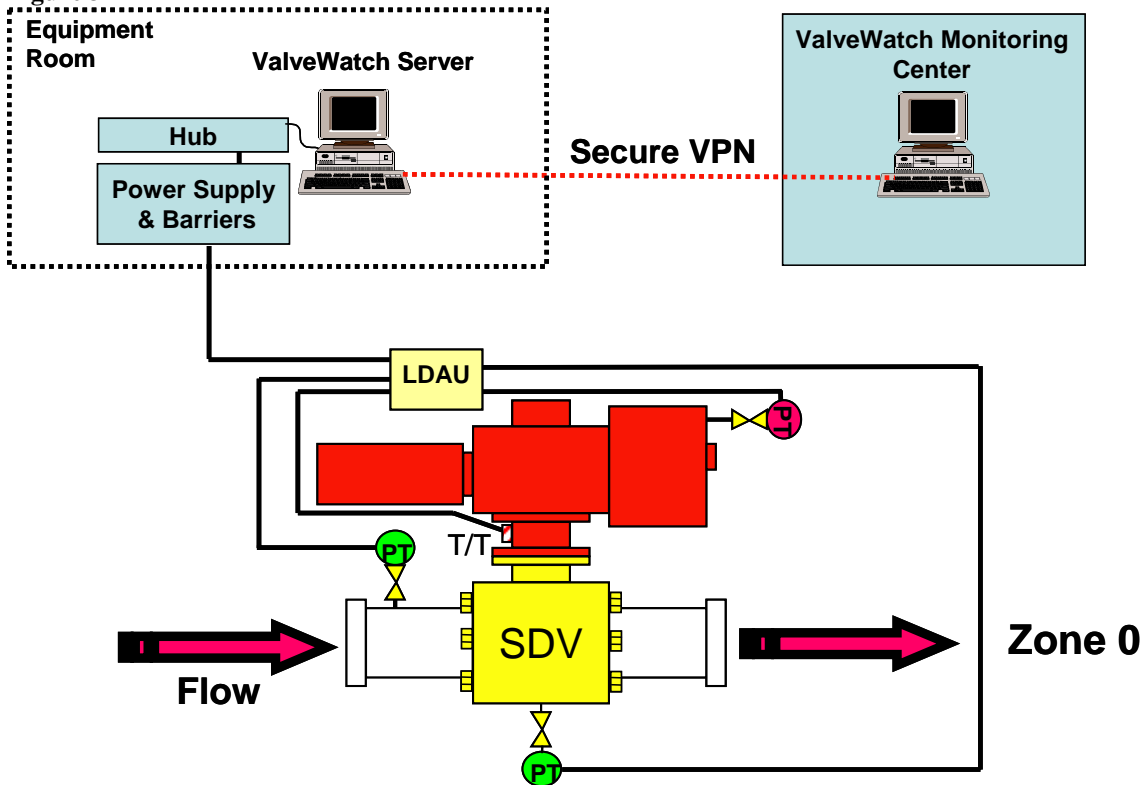 Equipment
Room
ValveWatch Server
Hub
Power Supply
& Barriers
Secure VPN
ValveWatch Monitoring
Center
LDAU
PT
T/T
PT
SDV
Flow
Zone 0
PT